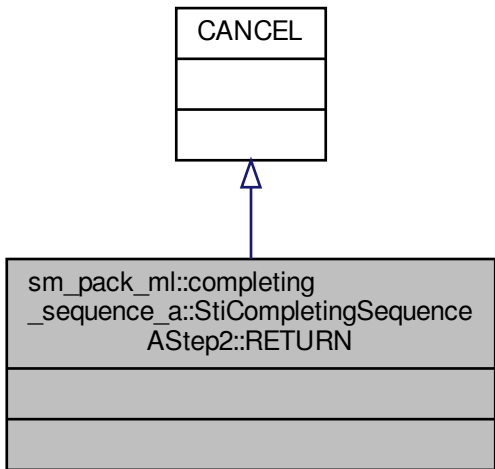 CANCEL
sm_pack_ml::completing
_sequence_a::StiCompletingSequence
AStep2::RETURN